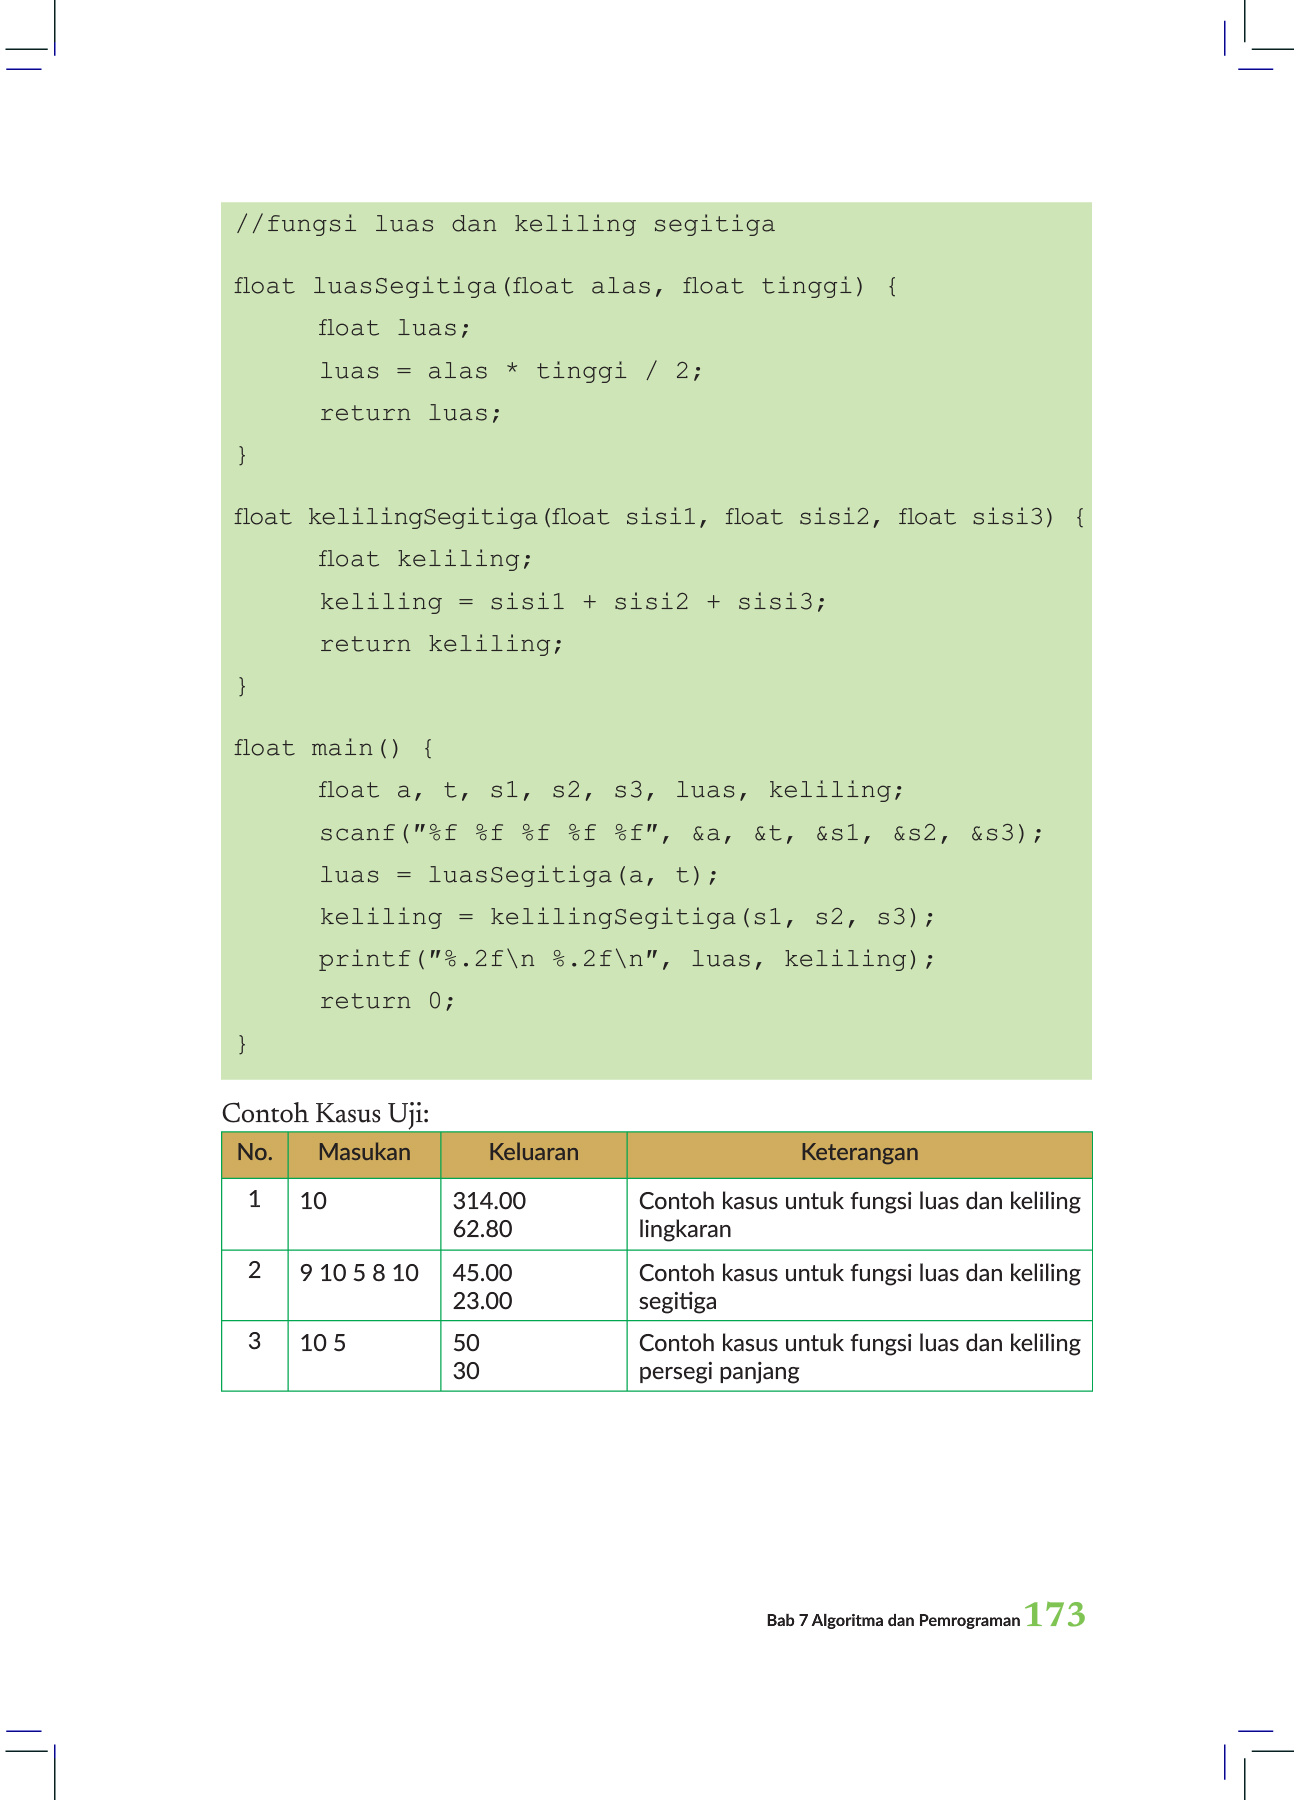 //fungsi luas dan keliling segitiga
float luasSegitiga(float alas, float tinggi) {
float luas;
luas = alas * tinggi / 2;
return luas;
}
float kelilingSegitiga(float sisi1, float sisi2, float sisi3) {
float keliling;
keliling = sisi1 + sisi2 + sisi3;
return keliling;
}
float main() {
float a, t, s1, s2, s3, luas, keliling;
scanf("%f %f %f %f %f", &a, &t, &s1, &s2, &s3);
luas = luasSegitiga(a, t);
keliling = kelilingSegitiga(s1, s2, s3);
printf("%.2f\n %.2f\n", luas, keliling);
return 0;
}
Contoh Kasus Uji:
No. Masukan Keluaran Keterangan
1 10 314.00 Contoh kasus untuk fungsi luas dan keliling
62.80 lingkaran
2 9 10 5 8 10 45.00 Contoh kasus untuk fungsi luas dan keliling
23.00 segitiga
3 10 5 50 Contoh kasus untuk fungsi luas dan keliling
30 persegi panjang
Bab 7 Algoritma dan Pemrograman 173